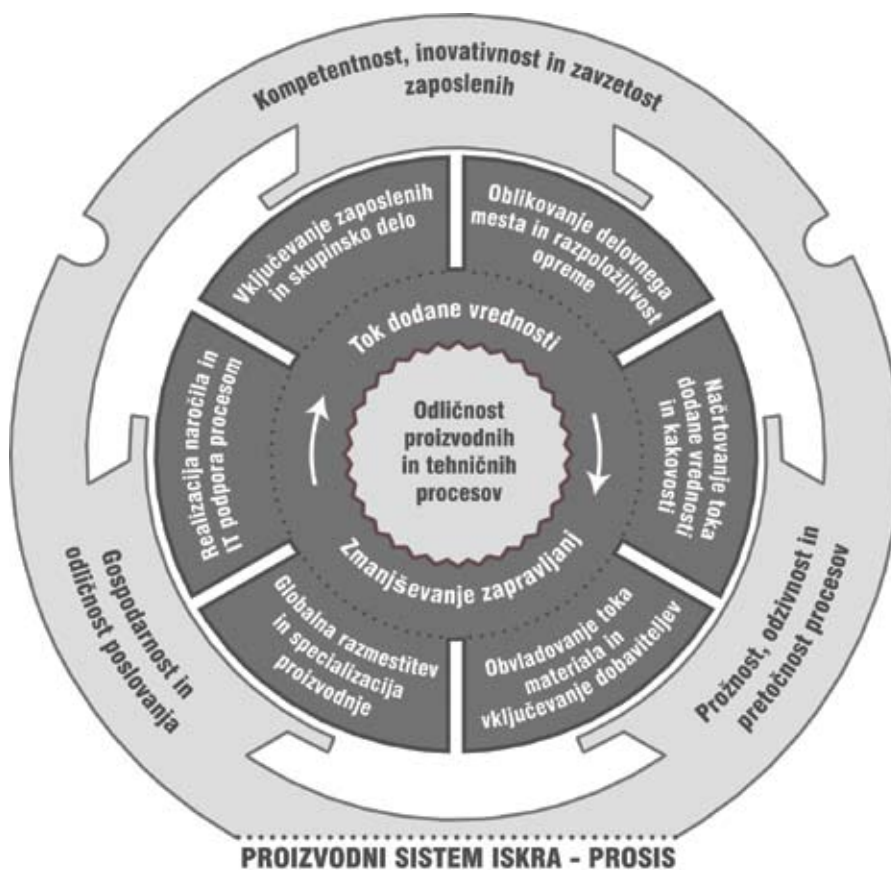 Kompetentnost, inovativnost in zavzetost
zaposlenih
Vključevanje zaposlenih
in skupinsko delo
Oblikovanje delovnega
mesta in razpoložljivost
opreme
Tok dodane vrednosti
Realizacija naročila in
IT podpora procesom
Odličnost
proizvodnih
in tehničnih
procesov
Načrtovanje toka
dodane vrednosti
in kakovosti
Zmanjševanje zapravljanj
Globalna razmestitev
in specializacija
proizvodnje
Obvladovanje toka
materiala in
vključevanje dobaviteljev
Gospodarnost in
odličnost poslovanja
Prožnost, odzivnost in
pretočnost procesov
PROIZVODNI SISTEM ISKRA - PROSIS